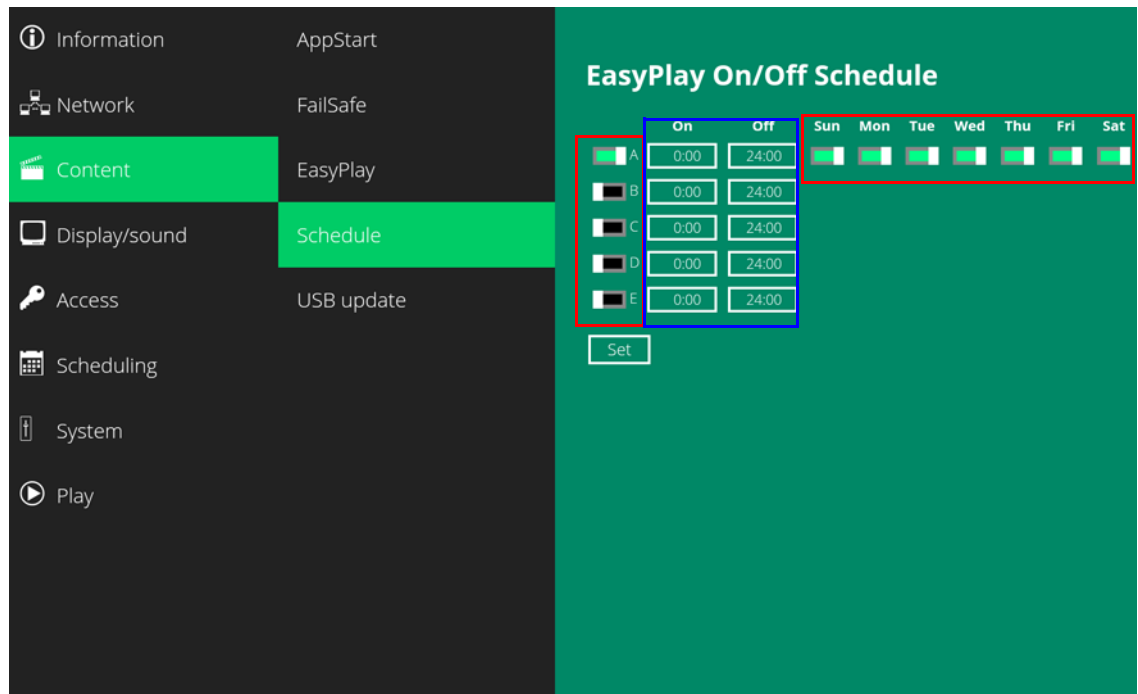 Information
Network
Content
Display/sound
Access
Scheduling
System
Play
AppStart
FailSafe
EasyPlay
Schedule
USB update
EasyPlay On/Off Schedule
On Off Sun Mon Tue Wed Thu Fri Sat
A 0:00 24:00
B 0:00 24:00
C 0:00 24:00
D 0:00 24:00
E 0:00 24:00
Set